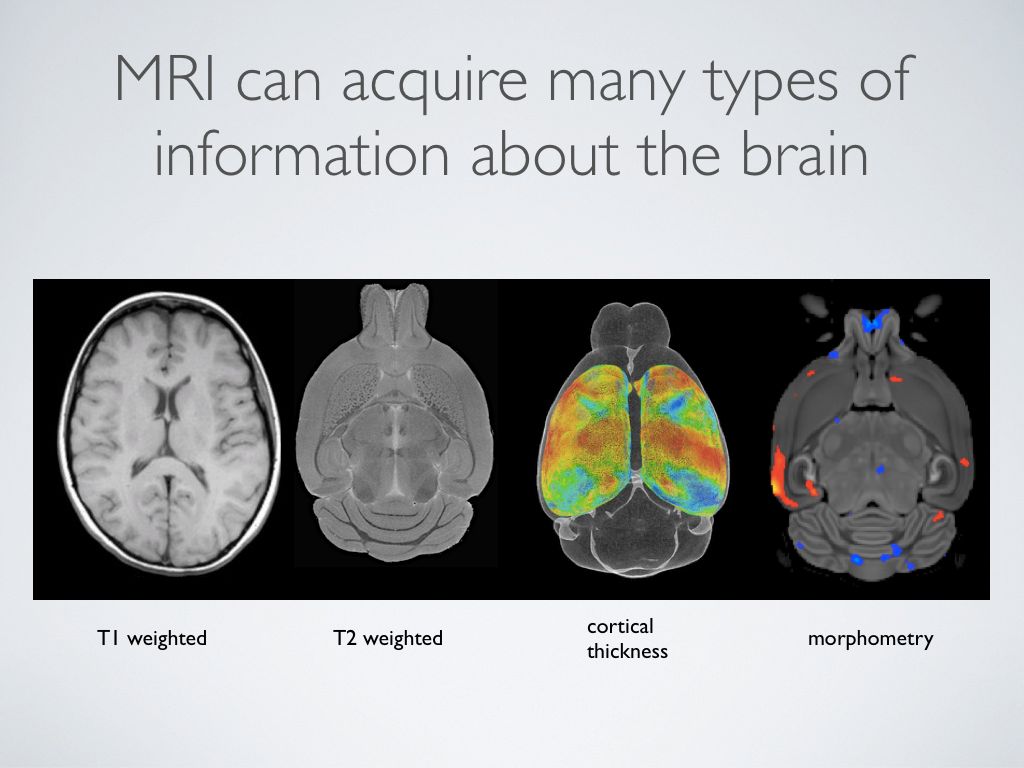 MRI can acquire many types of
information about the brain
T1 weighted
T2 weighted
cortical
thickness
morphometry